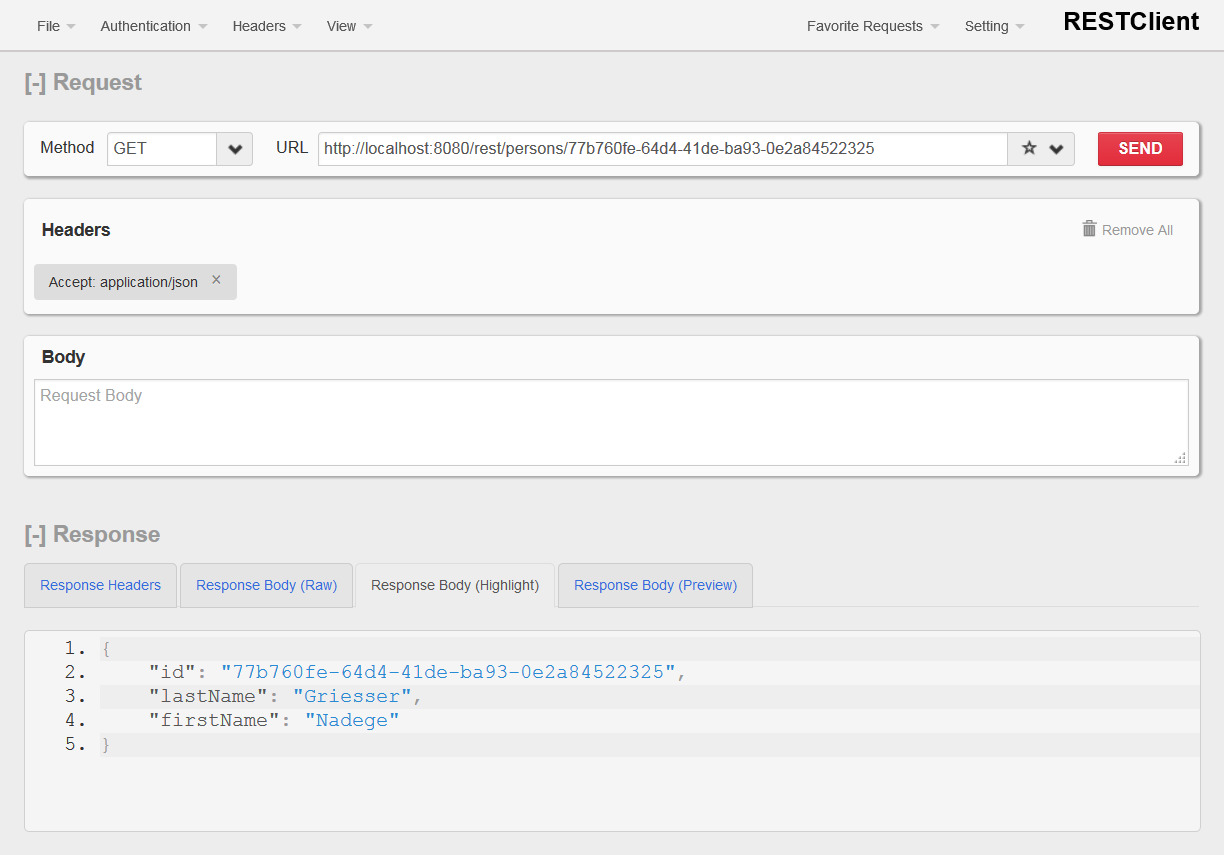 File Authentication Headers View Favorite Requests Setting RESTClient
[-] Request
Method GET URL http://localhost:8080/rest/persons/77b760fe-64d4-41de-ba93-0e2a84522325 SEND
Headers Remove All
Accept: application/json ×
Body
Request Body
[-] Response
Response Headers Response Body (Raw) Response Body (Highlight) Response Body (Preview)
1. {
2. "id": "77b760fe-64d4-41de-ba93-0e2a84522325",
3. "lastName": "Griesser",
4. "firstName": "Nadege"
5. }